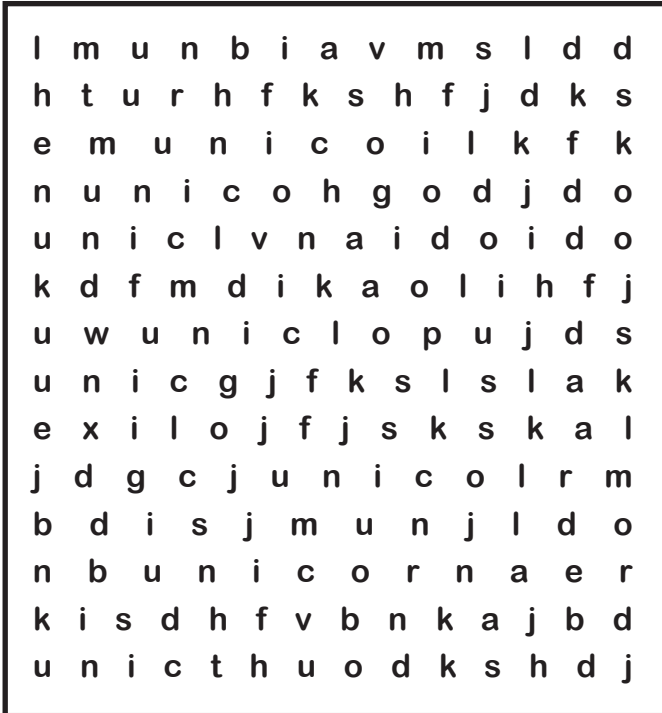 l m u n b i a v m s l d d
h t u r h f k s h f j d k s
e m u n i c o i l k f k
n u n i c o h g o d j d o
u n i c l v n a i d o i d o
k d f m d i k a o l i h f j
u w u n i c l o p u j d s
u n i c g j f k s l s l a k
e x i l o j f j s k s k a l
j d g c j u n i c o l r m
b d i s j m u n j l d o
n b u n i c o r n a e r
k i s d h f v b n k a j b d
u n i c t h u o d k s h d j